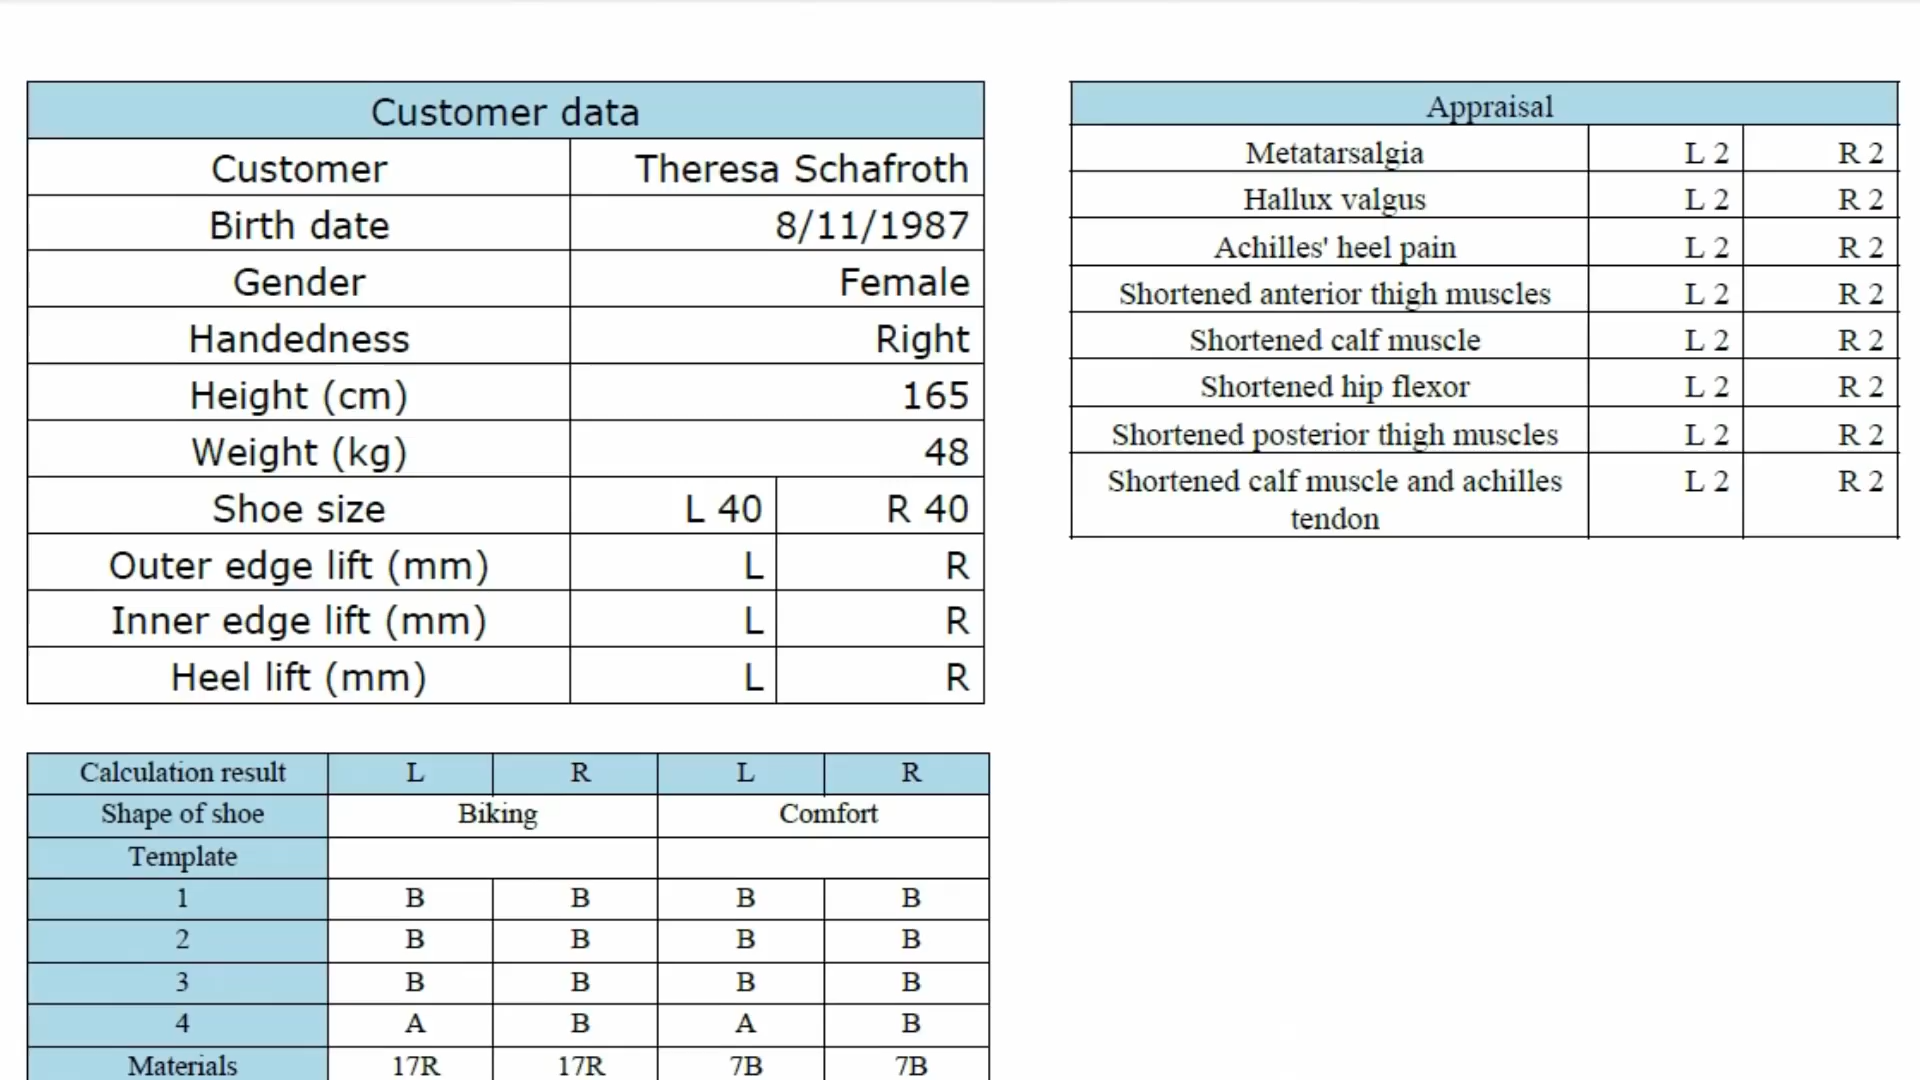 Customer data
Customer Theresa Schafroth
Birth date 8/11/1987
Gender Female
Handedness Right
Height (cm) 165
Weight (kg) 48
Shoe size L 40 R 40
Outer edge lift (mm) L R
Inner edge lift (mm) L R
Heel lift (mm) L R
Appraisal
Metatarsalgia L 2 R 2
Hallux valgus L 2 R 2
Achilles' heel pain L 2 R 2
Shortened anterior thigh muscles L 2 R 2
Shortened calf muscle L 2 R 2
Shortened hip flexor L 2 R 2
Shortened posterior thigh muscles L 2 R 2
Shortened calf muscle and achilles L 2 R 2
tendon
Calculation result L R L R
Shape of shoe Biking Comfort
Template
1 B B B B
2 B B B B
3 B B B B
4 A B A B
Materials 17R 17R 7B 7B